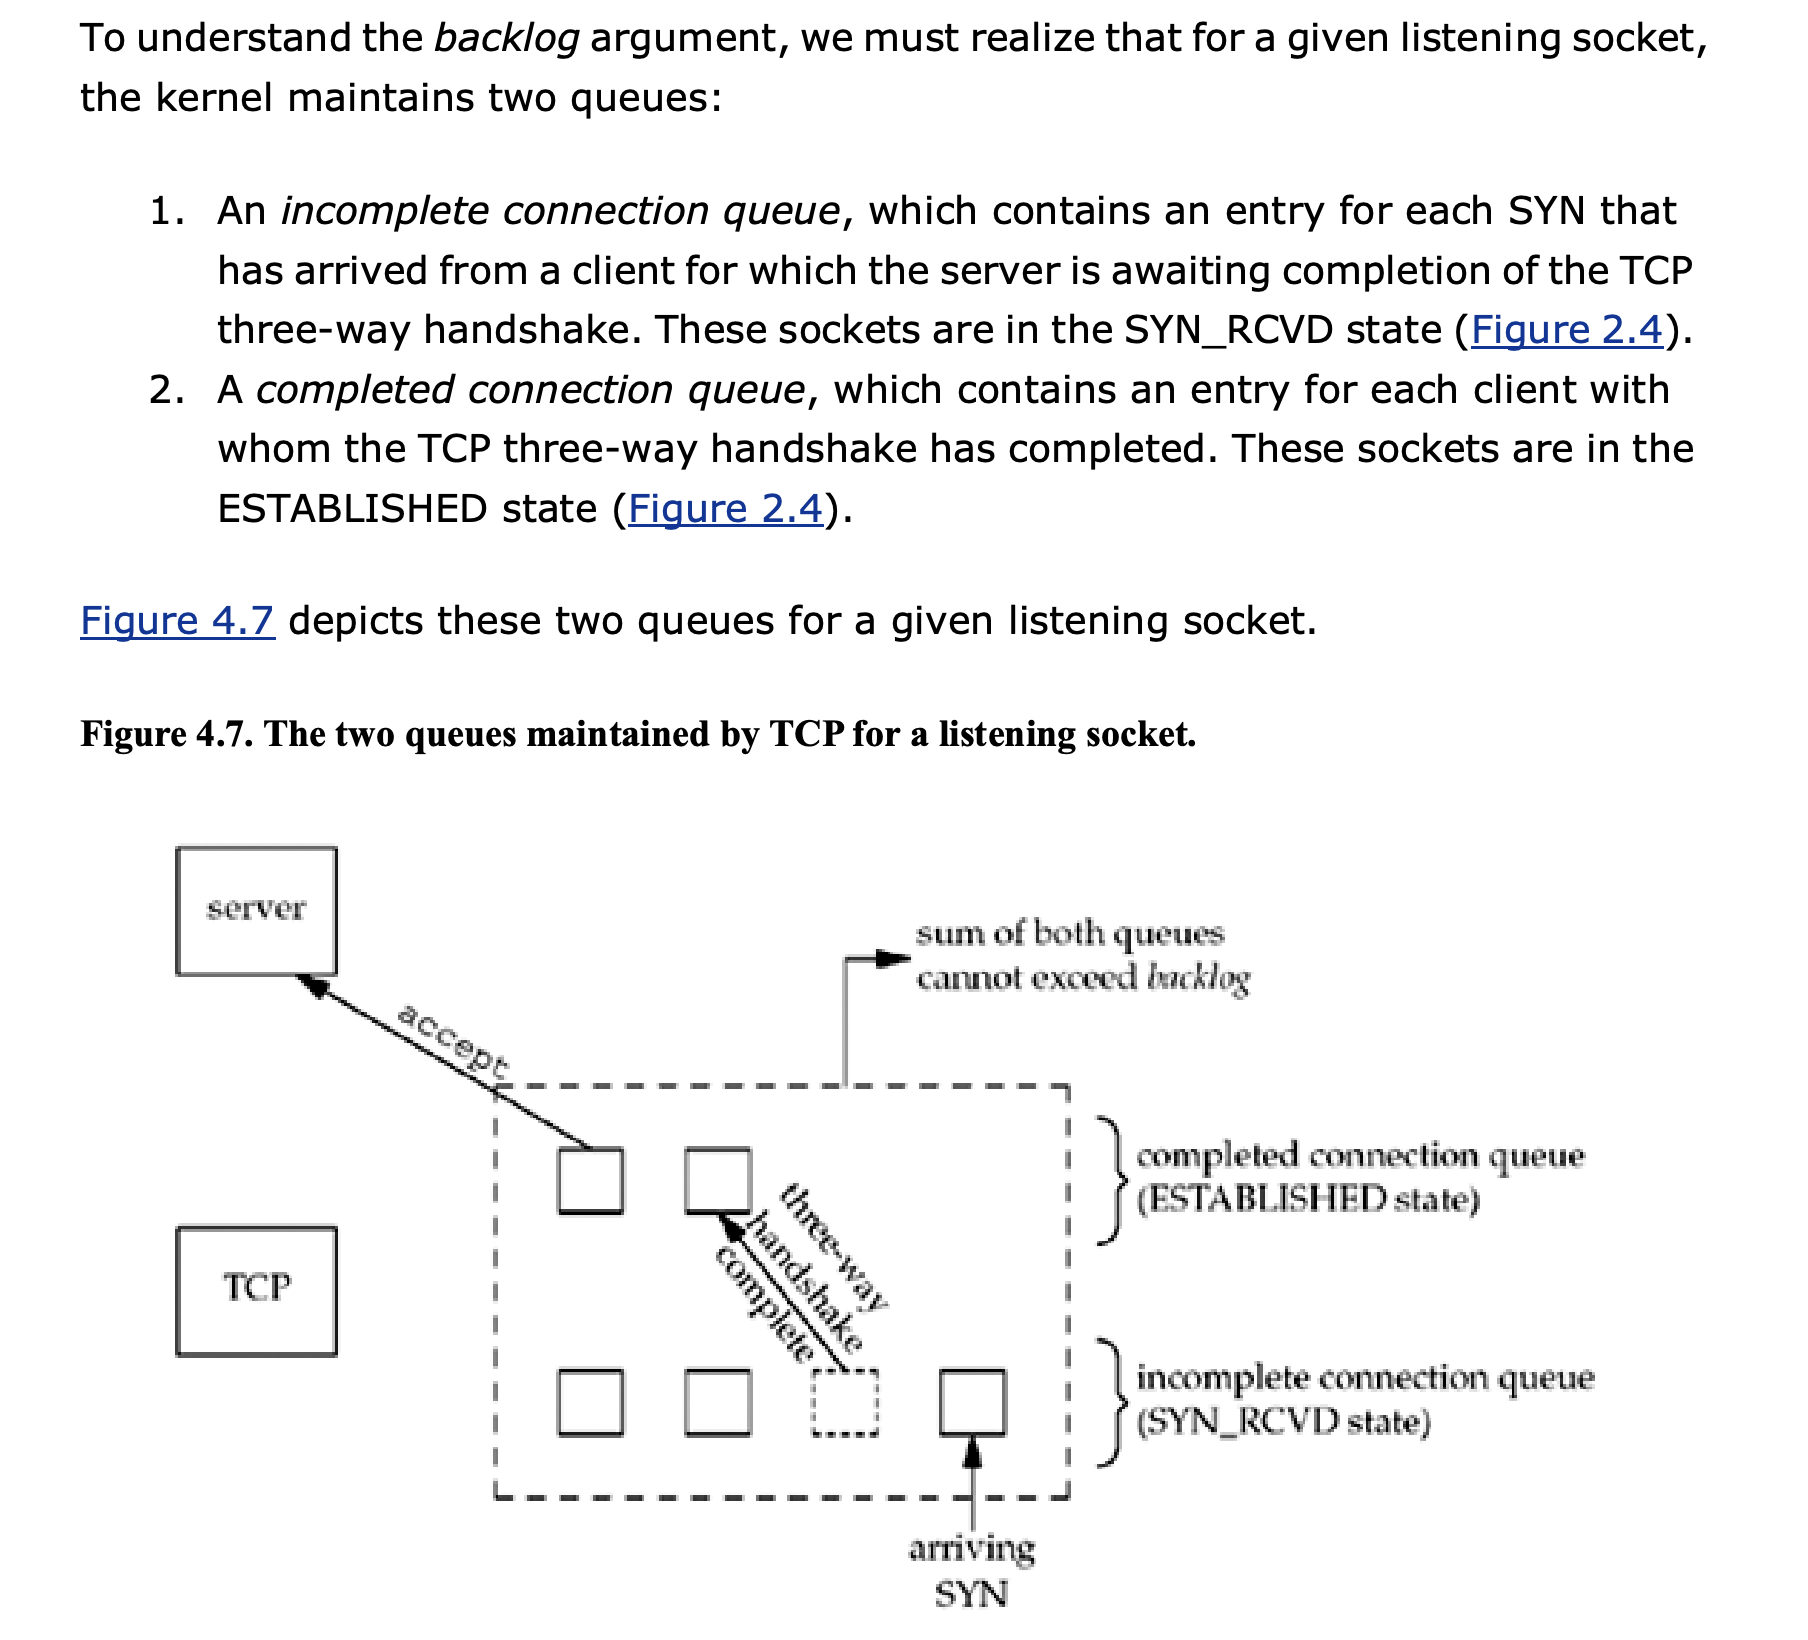 To understand the backlog argument, we must realize that for a given listening socket,
the kernel maintains two queues:
1. An incomplete connection queue, which contains an entry for each SYN that
has arrived from a client for which the server is awaiting completion of the TCP
three-way handshake. These sockets are in the SYN_RCVD state (Figure 2.4).
2. A completed connection queue, which contains an entry for each client with
whom the TCP three-way handshake has completed. These sockets are in the
ESTABLISHED state (Figure 2.4).
Figure 4.7 depicts these two queues for a given listening socket.
Figure 4.7. The two queues maintained by TCP for a listening socket.
server
sum of both queues
cannot exceed backlog
accept
completed connection queue
(ESTABLISHED state)
three-way
handshake
complete
TCP
incomplete connection queue
(SYN_RCVD state)
arriving
SYN